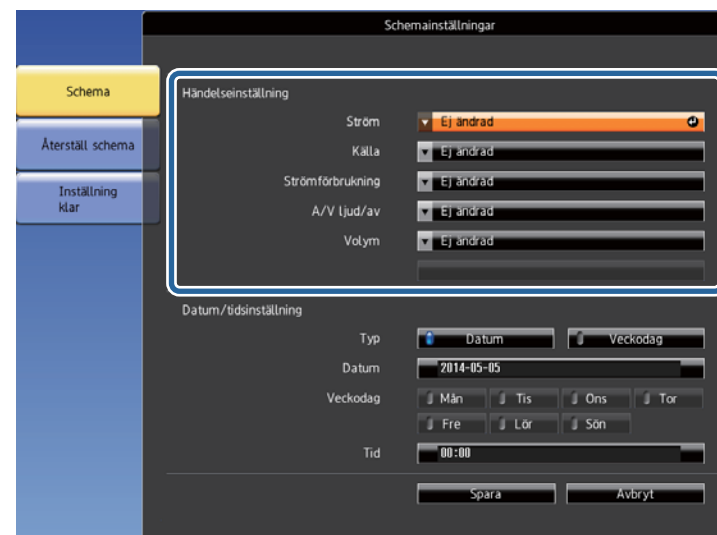 Schemainställningar
Schema
Återställ schema
Inställning
klar
Händelseinställning
Ström Ej ändrad
Källa Ej ändrad
Strömförbrukning Ej ändrad
A/V ljud/av Ej ändrad
Volym Ej ändrad
Datum/tidsinställning
Typ Datum Veckodag
Datum 2014-05-05
Veckodag Mån Tis Ons Tor
Fre Lör Sön
Tid 00:00
Spara Avbryt